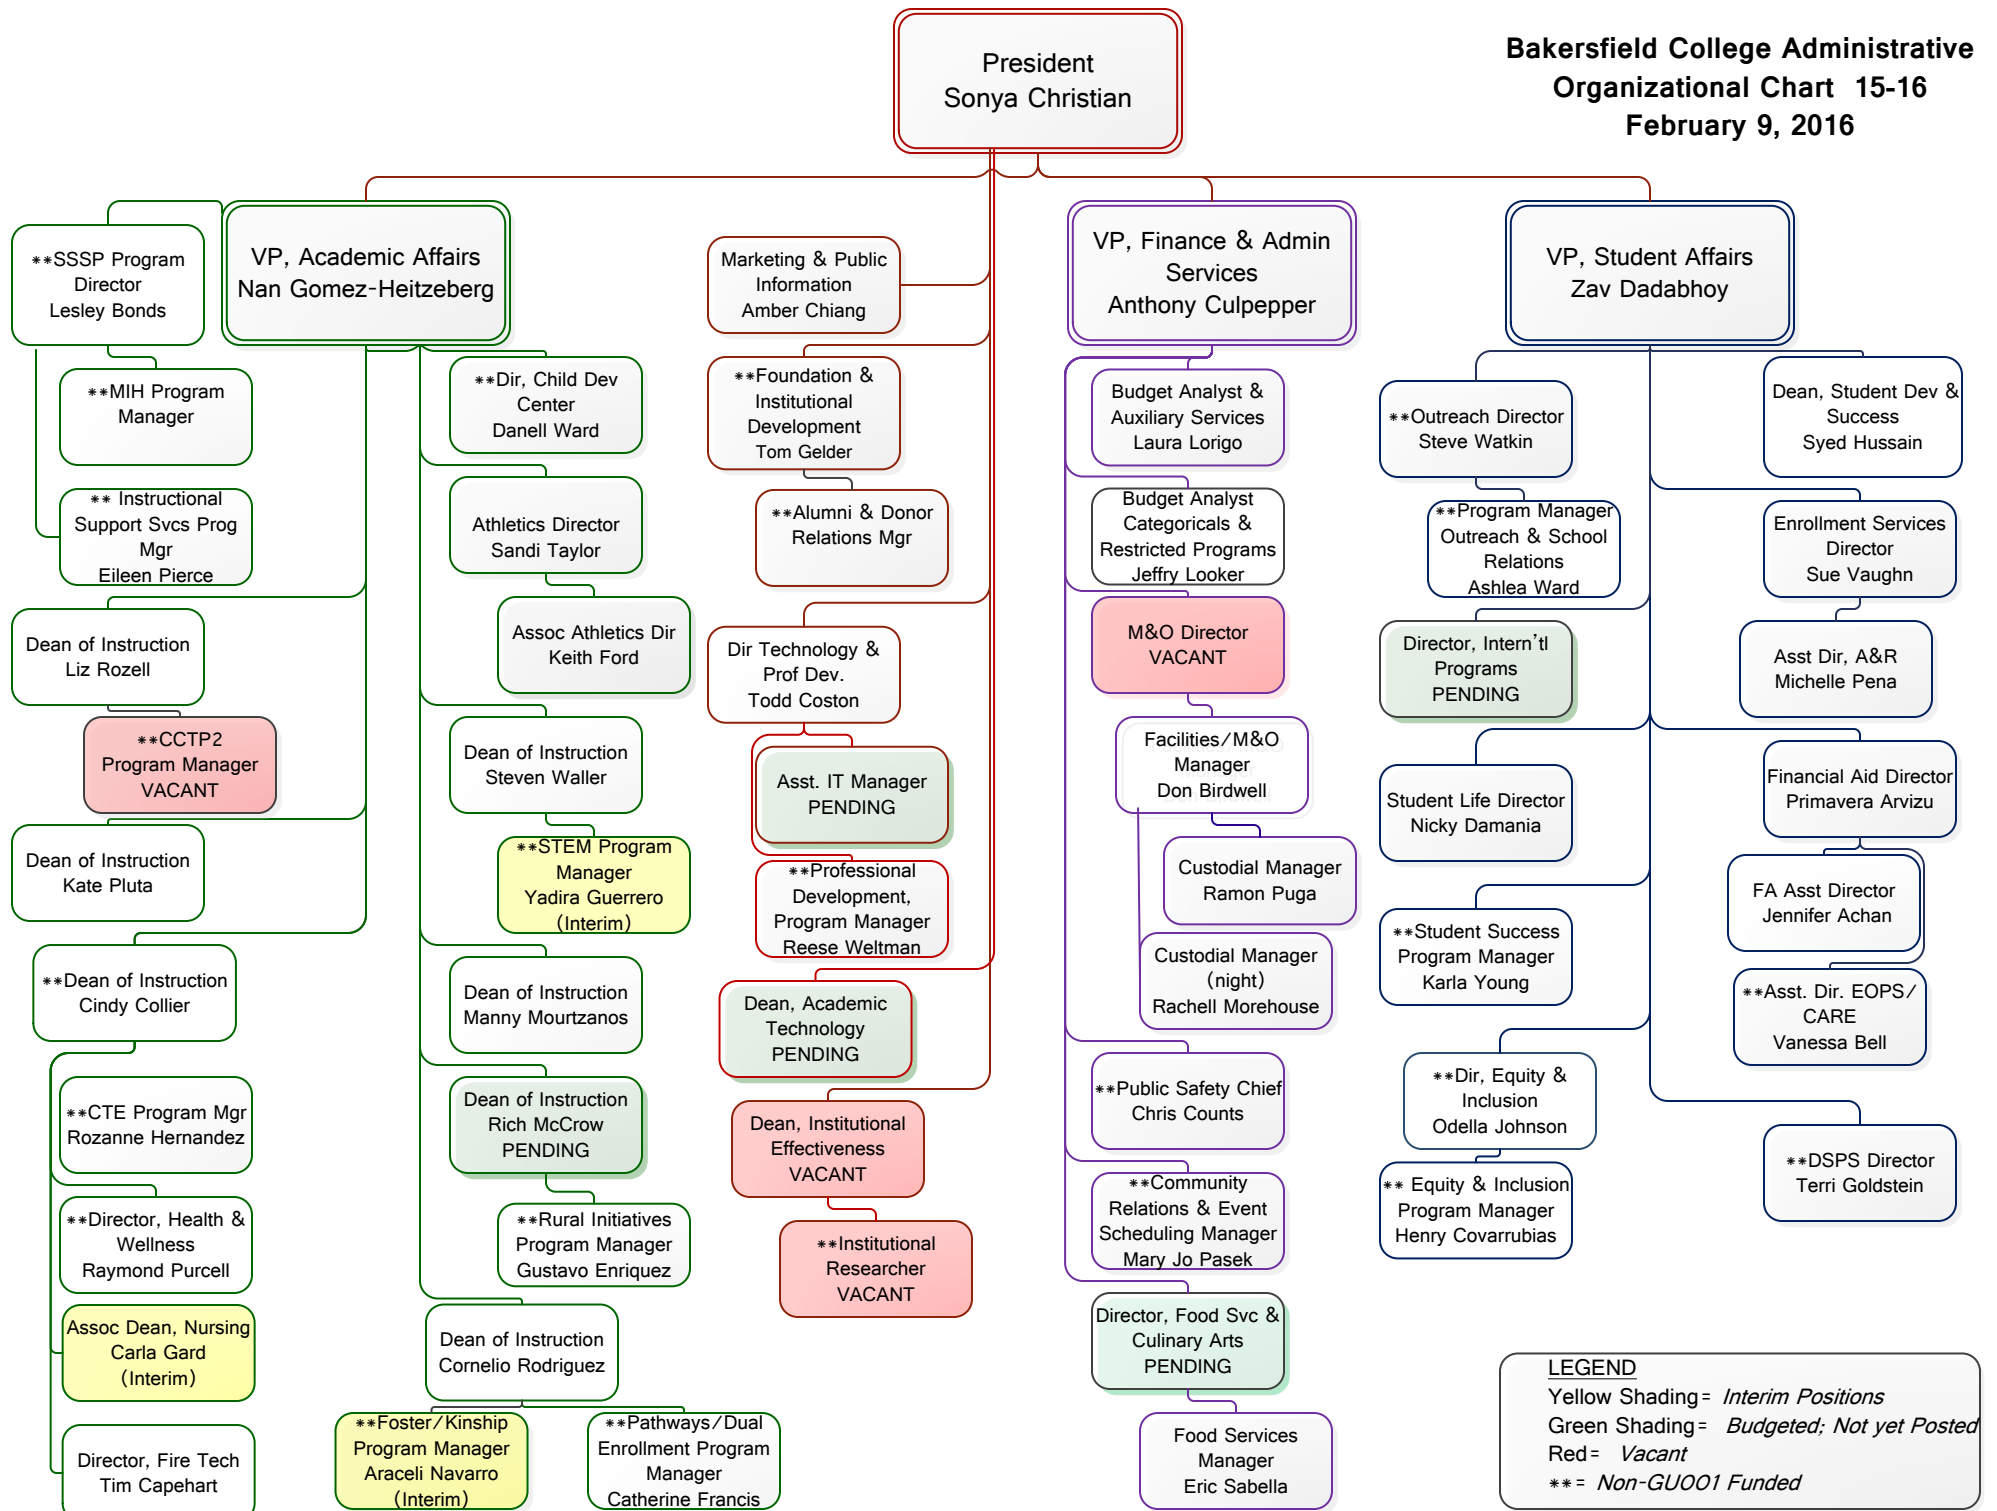 President
Sonya Christian
Bakersfield College Administrative
Organizational Chart 15-16
February 9, 2016
**SSSP Program
Director
Lesley Bonds
VP, Academic Affairs
Nan Gomez-Heitzeberg
Marketing & Public
Information
Amber Chiang
VP, Finance & Admin
Services
Anthony Culpepper
VP, Student Affairs
Zav Dadabhoy
**MIH Program
Manager
** Instructional
Support Svcs Prog
Mgr
Eileen Pierce
Dean of Instruction
Liz Rozell
**CCTP2
Program Manager
VACANT
Dean of Instruction
Kate Pluta
**Dean of Instruction
Cindy Collier
**CTE Program Mgr
Rozanne Hernandez
**Director, Health &
Wellness
Raymond Purcell
Assoc Dean, Nursing
Carla Gard
(Interim)
Director, Fire Tech
Tim Capehart
**Dir, Child Dev
Center
Danell Ward
Athletics Director
Sandi Taylor
Assoc Athletics Dir
Keith Ford
Dean of Instruction
Steven Waller
**STEM Program
Manager
Yadira Guerrero
(Interim)
Dean of Instruction
Manny Mourtzanos
Dean of Instruction
Rich McCrow
PENDING
**Rural Initiatives
Program Manager
Gustavo Enriquez
Dean of Instruction
Cornelio Rodriguez
**Foster/Kinship
Program Manager
Araceli Navarro
(Interim)
**Pathways/Dual
Enrollment Program
Manager
Catherine Francis
**Foundation &
Institutional
Development
Tom Gelder
**Alumni & Donor
Relations Mgr
Dir Technology &
Prof Dev.
Todd Coston
Asst. IT Manager
PENDING
**Professional
Development,
Program Manager
Reese Weltman
Dean, Academic
Technology
PENDING
Dean, Institutional
Effectiveness
VACANT
**Institutional
Researcher
VACANT
Budget Analyst &
Auxiliary Services
Laura Lorigo
Budget Analyst
Categoricals &
Restricted Programs
Jeffry Looker
M&O Director
VACANT
Facilities/M&O
Manager
Don Birdwell
Custodial Manager
Ramon Puga
Custodial Manager
(night)
Rachell Morehouse
**Public Safety Chief
Chris Counts
**Community
Relations & Event
Scheduling Manager
Mary Jo Pasek
Director, Food Svc &
Culinary Arts
PENDING
Food Services
Manager
Eric Sabella
**Outreach Director
Steve Watkin
**Program Manager
Outreach & School
Relations
Ashlea Ward
Director, Intern'tl
Programs
PENDING
Student Life Director
Nicky Damania
**Student Success
Program Manager
Karla Young
**Dir, Equity &
Inclusion
Odella Johnson
** Equity & Inclusion
Program Manager
Henry Covarrubias
Dean, Student Dev &
Success
Syed Hussain
Enrollment Services
Director
Sue Vaughn
Asst Dir, A&R
Michelle Pena
Financial Aid Director
Primavera Arvizu
FA Asst Director
Jennifer Achan
**Asst. Dir. EOPS/
CARE
Vanessa Bell
**DSPS Director
Terri Goldstein
LEGEND
Yellow Shading= Interim Positions
Green Shading= Budgeted; Not yet Posted
Red= Vacant
**= Non-GU001 Funded